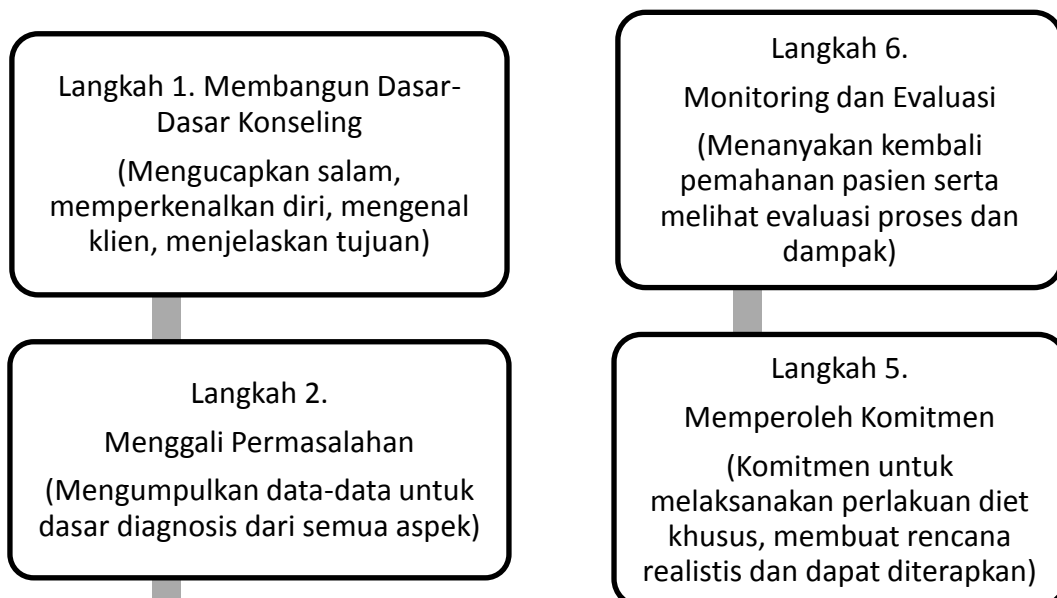 Langkah 1. Membangun Dasar-
Dasar Konseling
(Mengucapkan salam,
memperkenalkan diri, mengenal
klien, menjelaskan tujuan)
Langkah 2.
Menggali Permasalahan
(Mengumpulkan data-data untuk
dasar diagnosis dari semua aspek)
Langkah 6.
Monitoring dan Evaluasi
(Menanyakan kembali
pemahanan pasien serta
melihat evaluasi proses dan
dampak)
Langkah 5.
Memperoleh Komitmen
(Komitmen untuk
melaksanakan perlakuan diet
khusus, membuat rencana
realistis dan dapat diterapkan)